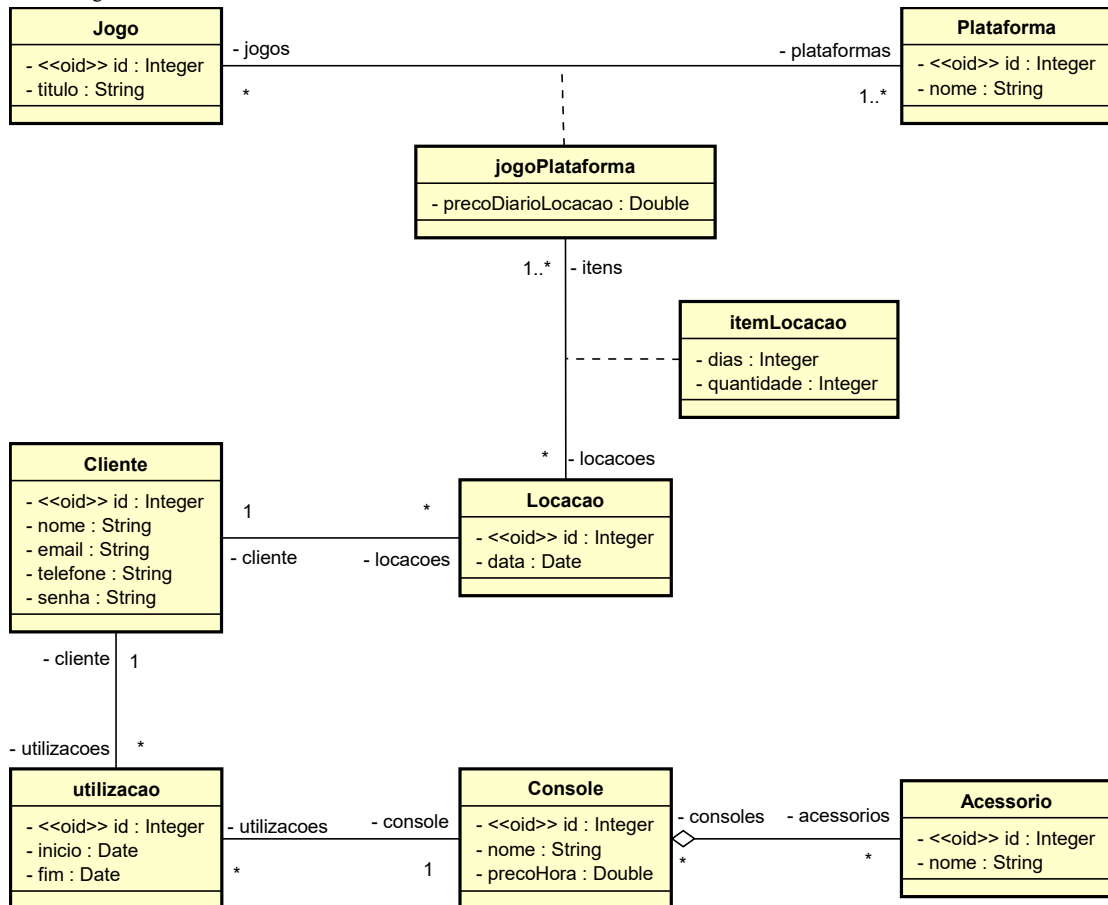 Jogo
- <<oid>> id : Integer
- titulo : String
- jogos
*
- plataformas
1..*
Plataforma
- <<oid>> id : Integer
- nome : String
jogoPlataforma
- precoDiarioLocacao : Double
1..*
- itens
itemLocacao
- dias : Integer
- quantidade : Integer
*
- locacoes
Cliente
- <<oid>> id : Integer
- nome : String
- email : String
- telefone : String
- senha : String
1
- cliente
*
- locacoes
Locacao
- <<oid>> id : Integer
- data : Date
- cliente
1
- utilizacoes
*
utilizacao
- <<oid>> id : Integer
- inicio : Date
- fim : Date
- utilizacoes
*
- console
1
Console
- <<oid>> id : Integer
- nome : String
- precoHora : Double
- consoles
*
- acessorios
*
Acessorio
- <<oid>> id : Integer
- nome : String